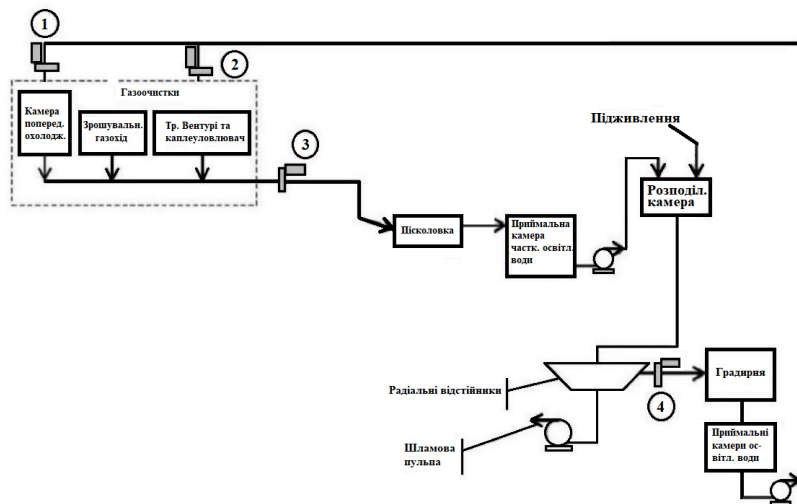 1
2
Газоочистки
Камера
поперед.
охолодж.
Зрошувальн.
газохід
Тр. Вентурі та
каплеуловлювач
3
Підживлення
Розподіл.
камера
Пісколовка
Приймальна
камера
частк. освітл.
води
Радіальні відстійники
4
Градирня
Шламова
пульпа
Приймальні
камери ос-
вітл. води